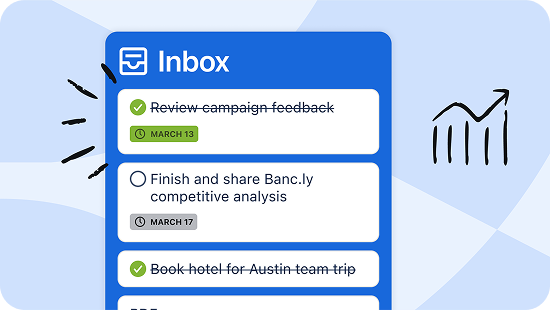 Inbox
Review campaign feedback
MARCH 13
Finish and share Banc.ly
competitive analysis
MARCH 17
Book hotel for Austin team trip